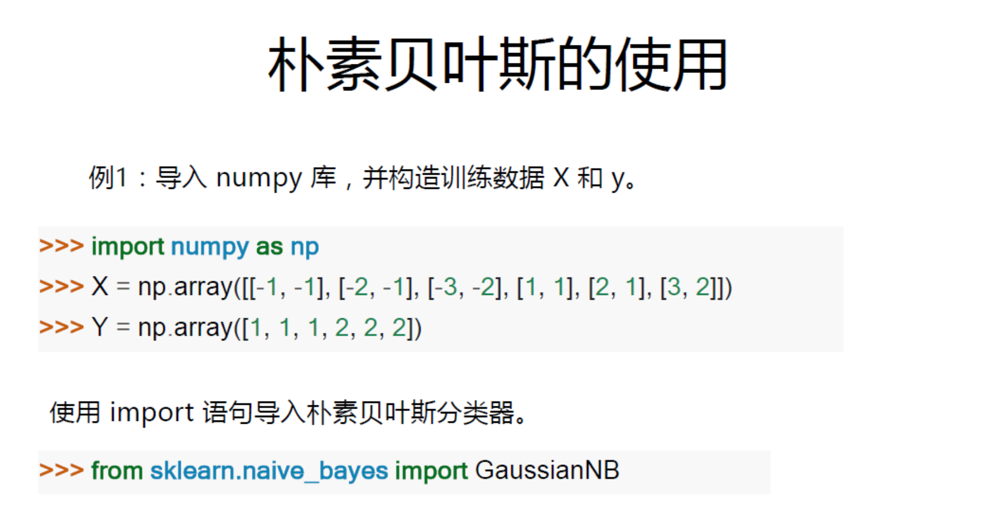 朴素贝叶斯的使用
例1：导入 numpy 库，并构造训练数据 X 和 y。
>>> import numpy as np
>>> X = np.array([[-1, -1], [-2, -1], [-3, -2], [1, 1], [2, 1], [3, 2]])
>>> Y = np.array([1, 1, 1, 2, 2, 2])
使用 import 语句导入朴素贝叶斯分类器。
>>> from sklearn.naive_bayes import GaussianNB